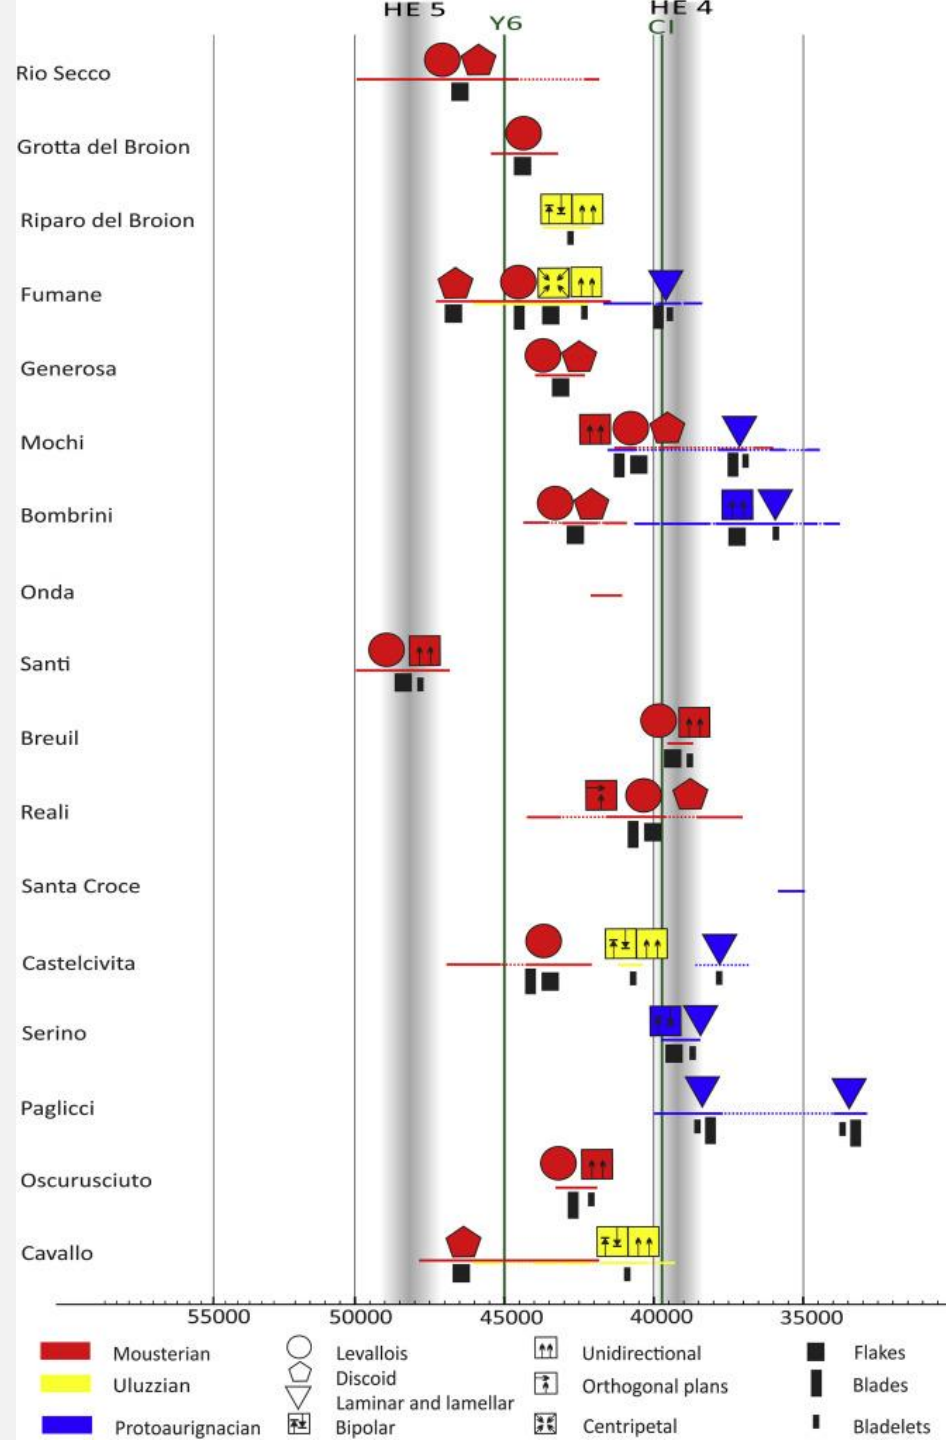 HE 5
HE 4
Y6
CI
Rio Secco
Grotta del Broion
Riparo del Broion
Fumane
Generosa
Mochi
Bombrini
Onda
Santi
Breuil
Reali
Santa Croce
Castelcivita
Serino
Paglicci
Oscurusciuto
Cavallo
55000 50000 45000 40000 35000
Mousterian Levallois Unidirectional Flakes
Uluzzian Discoid Orthogonal plans Blades
Laminar and lamellar
Protoaurignacian Bipolar Centripetal Bladelets